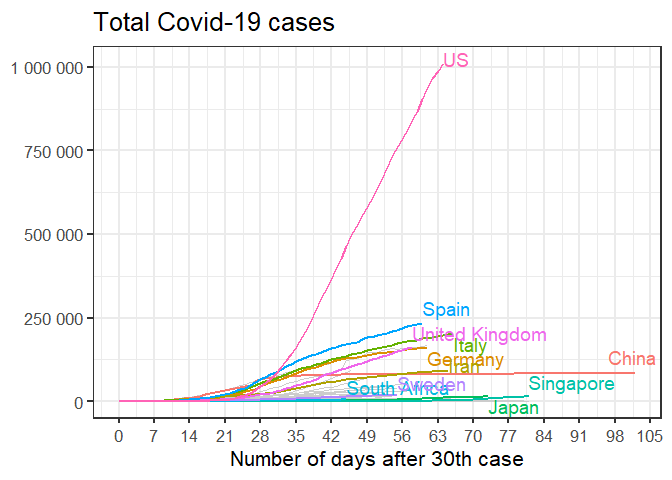 Total Covid-19 cases
1 000 000
750 000
500 000
250 000
0
US
Spain
United Kingdom
Italy
Germany
Iran
China
South Africa
Sweden
Singapore
Japan
0 7 14 21 28 35 42 49 56 63 70 77 84 91 98 105
Number of days after 30th case